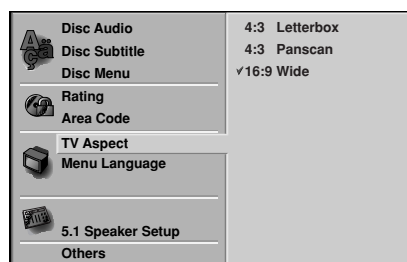 Disc Audio
Disc Subtitle
Disc Menu
Rating
Area Code
TV Aspect
Menu Language
5.1 Speaker Setup
Others
4:3 Letterbox
4:3 Panscan
✓16:9 Wide